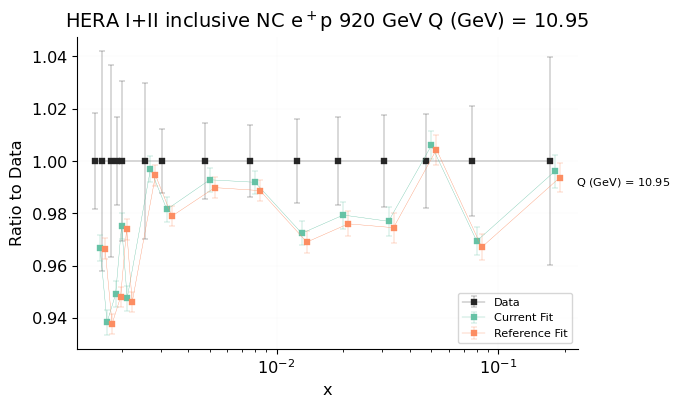 HERA I+II inclusive NC e⁺p 920 GeV Q (GeV) = 10.95
Ratio to Data
1.04
1.02
1.00
0.98
0.96
0.94
Q (GeV) = 10.95
Data
Current Fit
Reference Fit
10⁻²
10⁻¹
x